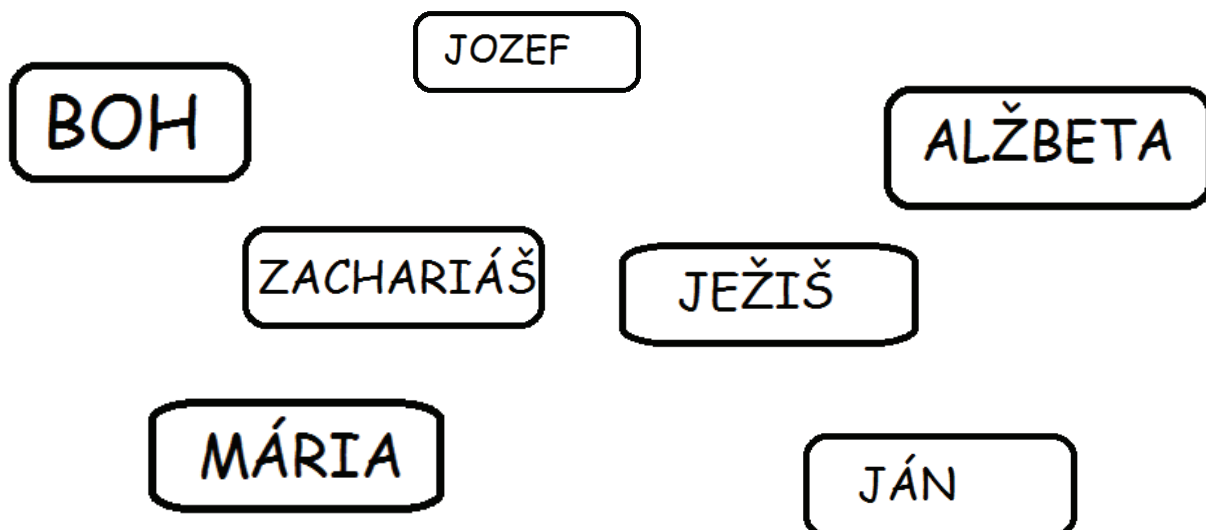 JOZEF
BOH
ALŽBETA
ZACHARIÁŠ
JEŽIŠ
MÁRIA
JÁN